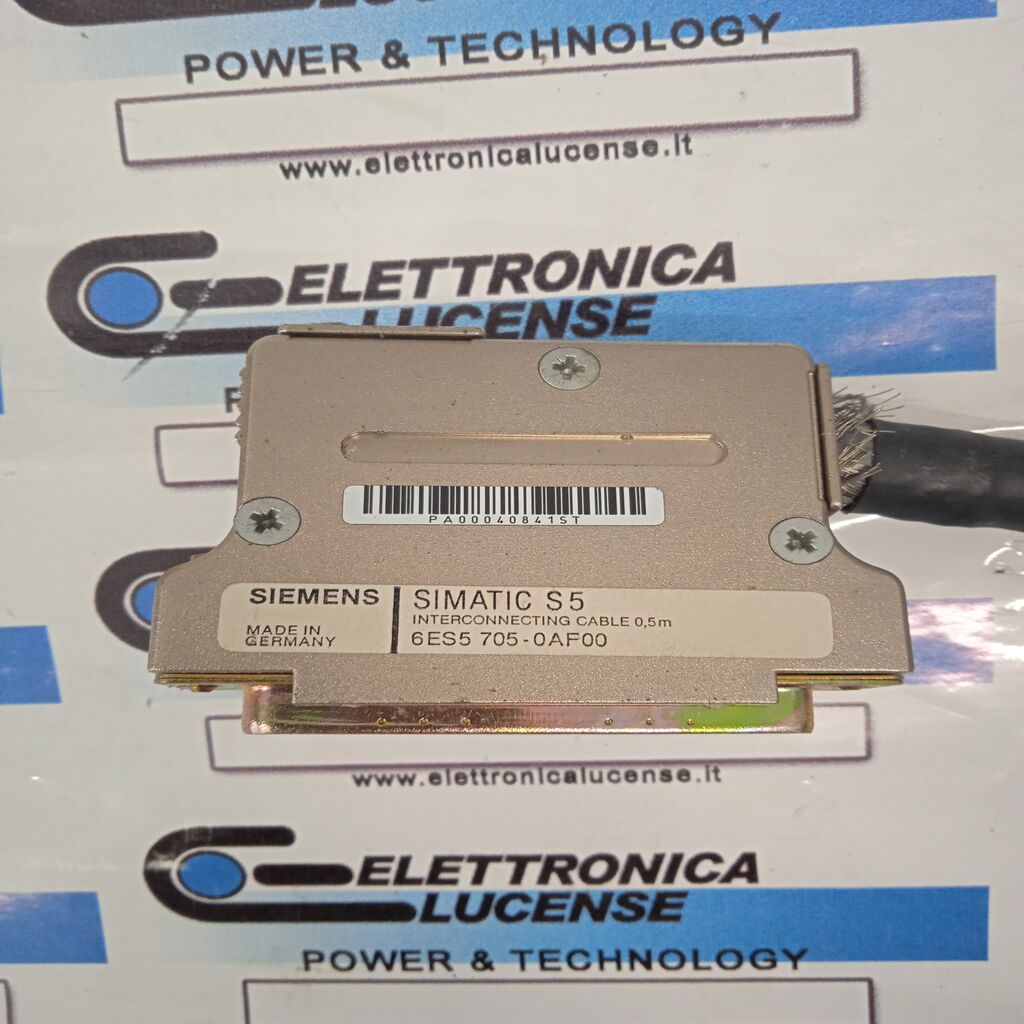 POWER & TECHNOLOGY
www.elettronicalucense.it
ELETTRONICA
LUCENSE
PA00040841ST
SIEMENS
MADE IN
GERMANY
SIMATIC S5
INTERCONNECTING CABLE 0,5m
6ES5 705-0AF00
www.elettronicalucense.it
ELETTRONICA
LUCENSE
POWER & TECHNOLOGY